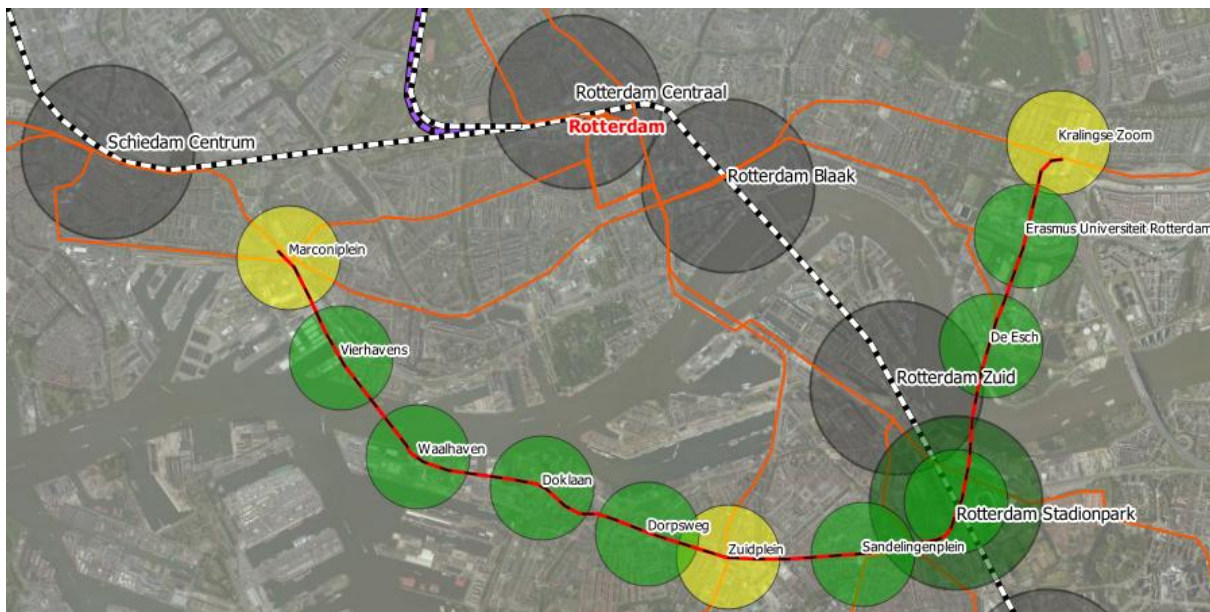 Rotterdam Centraal
Rotterdam
Schiedam Centrum
Kralingse Zoom
Rotterdam Blaak
Erasmus Universiteit Rotterdam
Marconiplein
De Esch
Vierhavens
Rotterdam Zuid
Waalhaven
Doklaan
Rotterdam Stadionpark
Dorpsweg
Zuidplein
Sandelingenplein